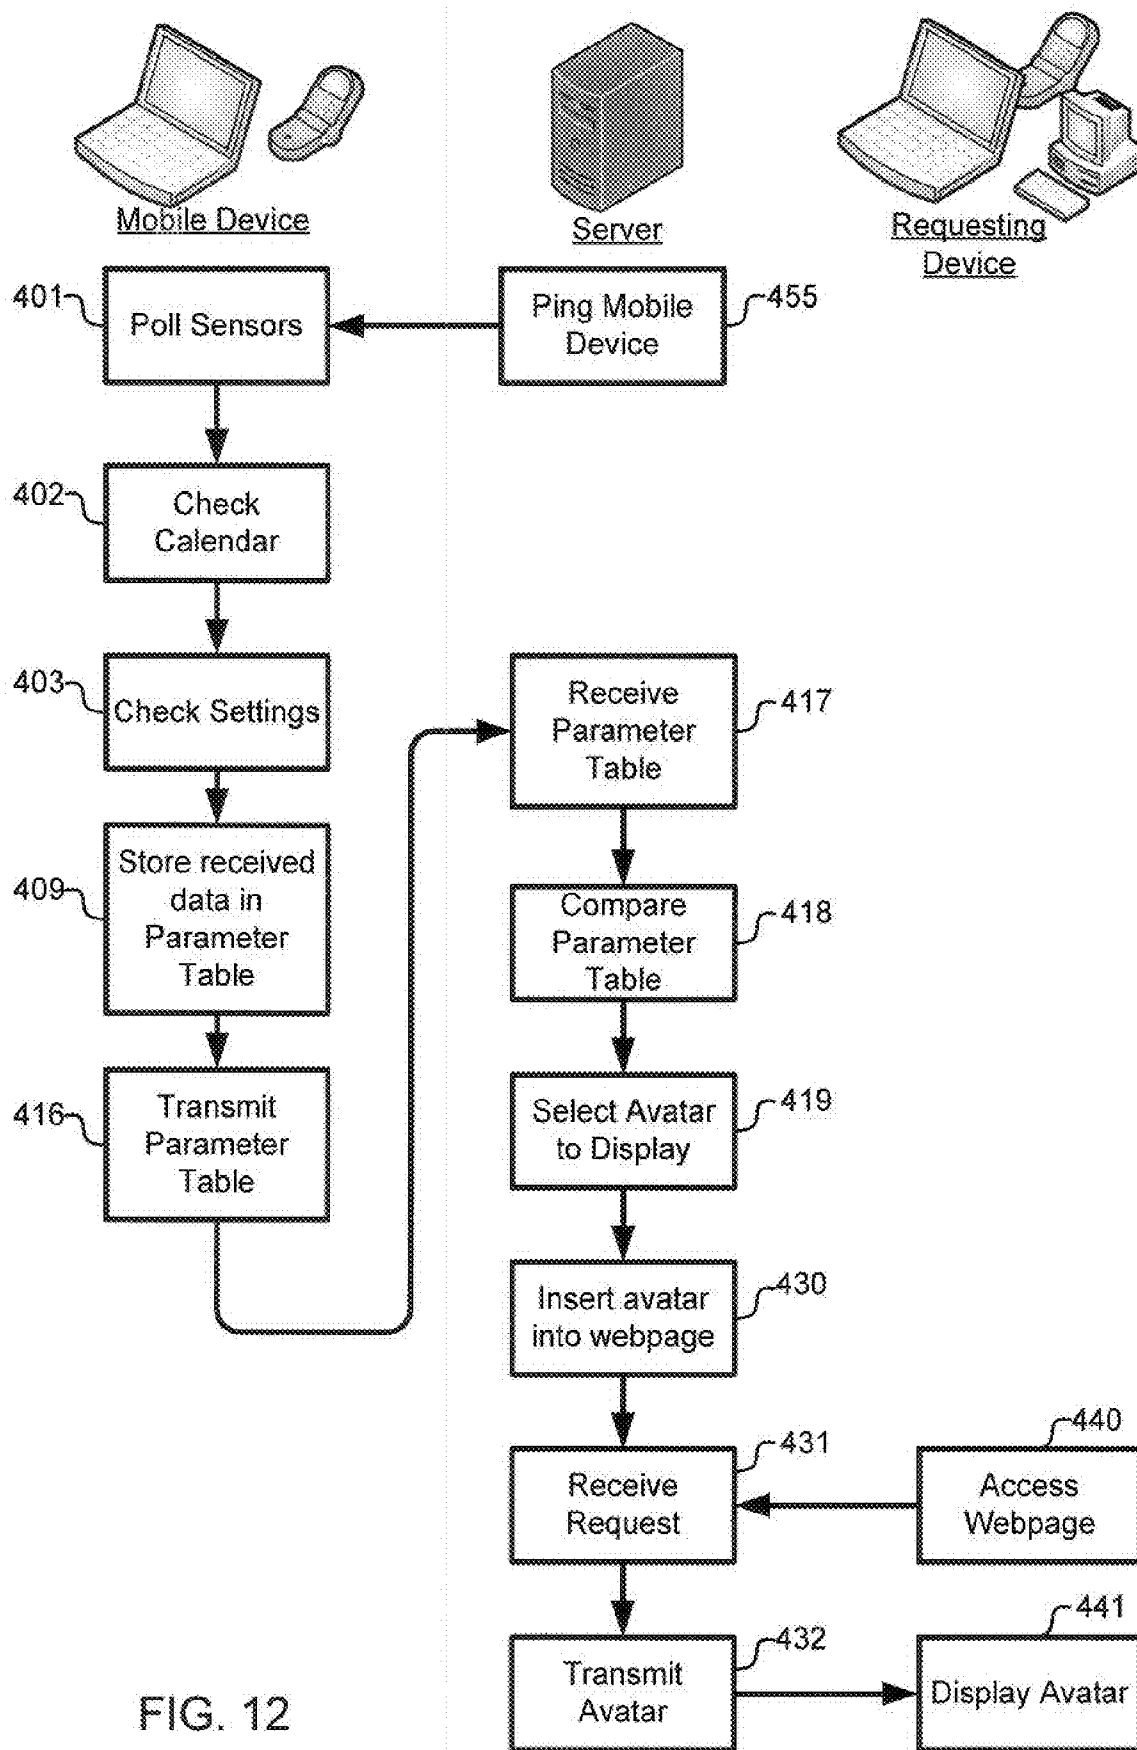 Mobile Device
Server
Requesting
Device
401
Poll Sensors
Ping Mobile
Device
455
402
Check
Calendar
403
Check Settings
Receive
Parameter
Table
417
409
Store received
data in
Parameter
Table
Compare
Parameter
Table
418
416
Transmit
Parameter
Table
Select Avatar
to Display
419
Insert avatar
into webpage
430
Receive
Request
431
440
Access
Webpage
Transmit
Avatar
432
441
Display Avatar
FIG. 12